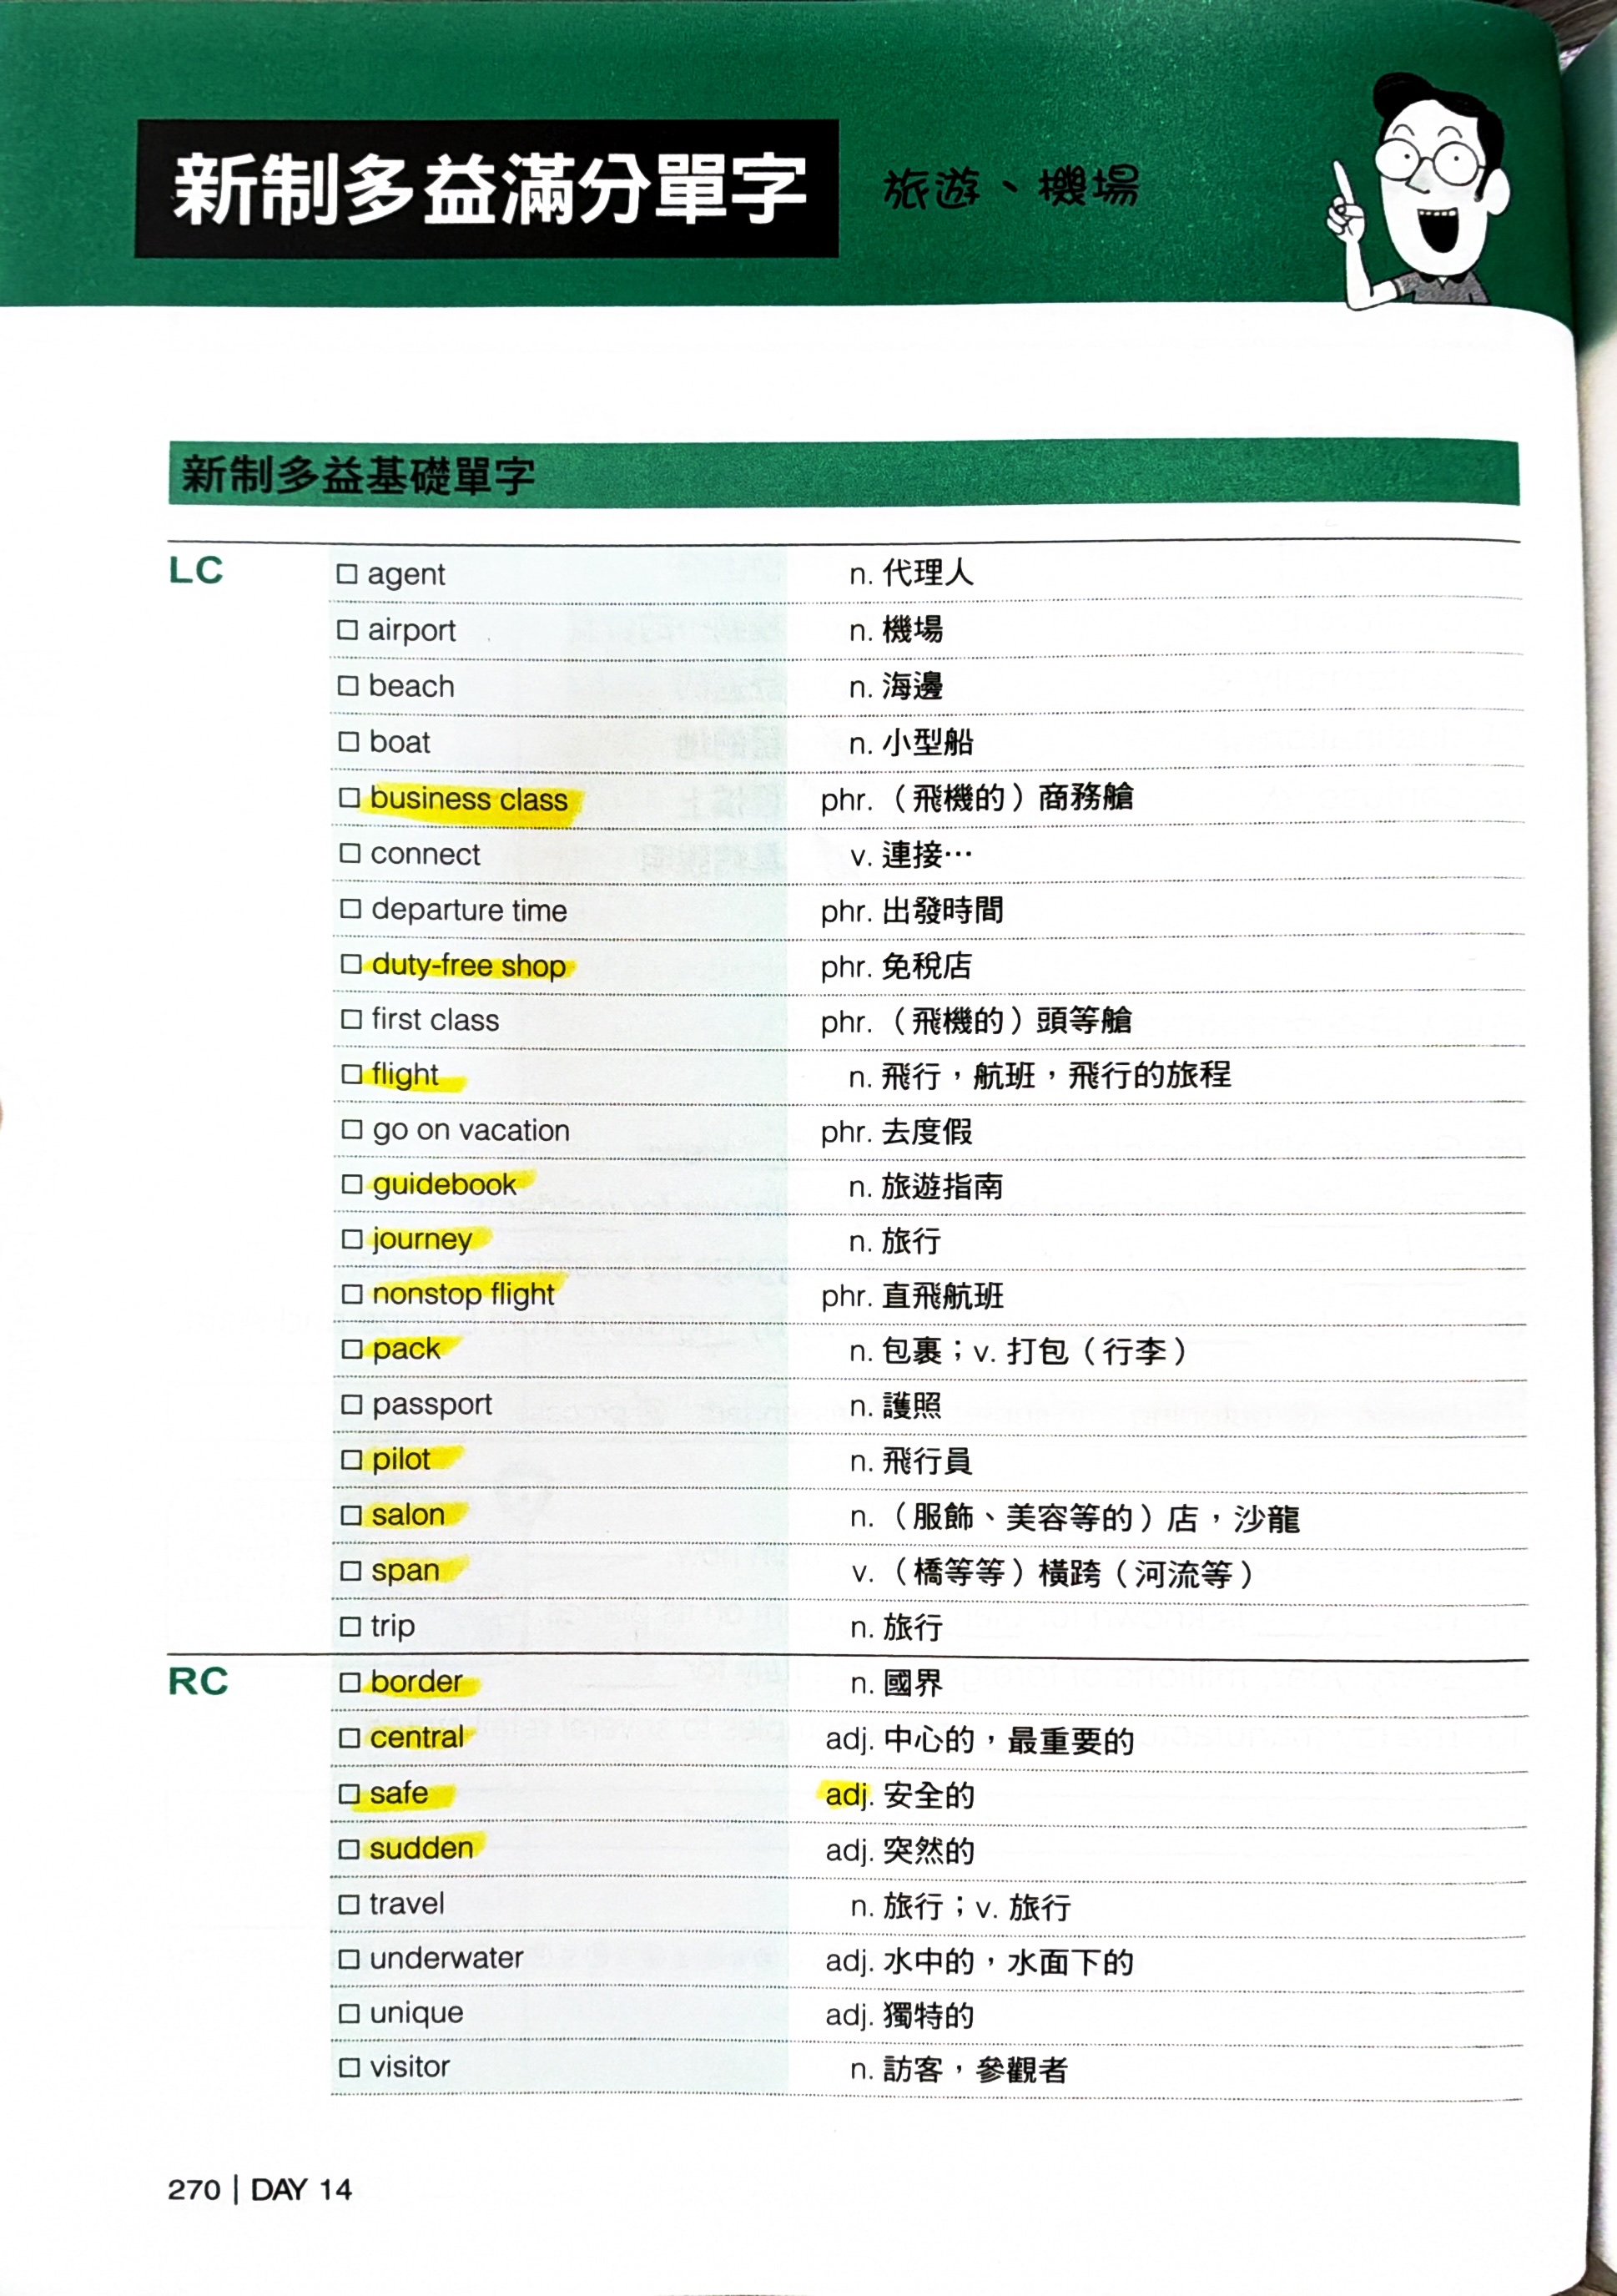 新制多益滿分單字 旅遊、機場
新制多益基礎單字
LC □ agent n. 代理人
□ airport n. 機場
□ beach n. 海邊
□ boat n. 小型船
□ business class phr.（飛機的）商務艙
□ connect v. 連接…
□ departure time phr. 出發時間
□ duty-free shop phr. 免稅店
□ first class phr.（飛機的）頭等艙
□ flight n. 飛行，航班，飛行的旅程
□ go on vacation phr. 去度假
□ guidebook n. 旅遊指南
□ journey n. 旅行
□ nonstop flight phr. 直飛航班
□ pack n. 包裹；v. 打包（行李）
□ passport n. 護照
□ pilot n. 飛行員
□ salon n.（服飾、美容等的）店，沙龍
□ span v.（橋等等）橫跨（河流等）
□ trip n. 旅行
RC □ border n. 國界
□ central adj. 中心的，最重要的
□ safe adj. 安全的
□ sudden adj. 突然的
□ travel n. 旅行；v. 旅行
□ underwater adj. 水中的，水面下的
□ unique adj. 獨特的
□ visitor n. 訪客，參觀者
270 | DAY 14